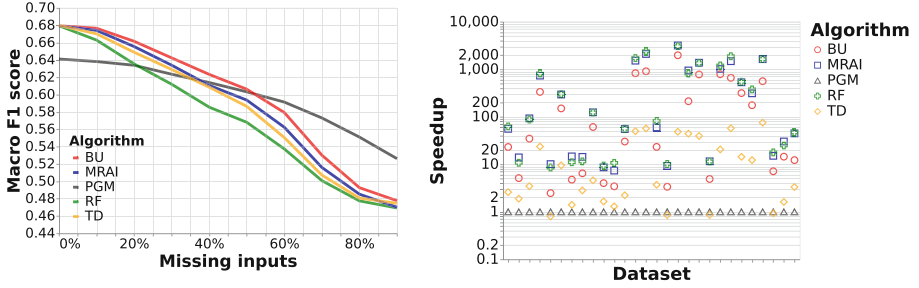 Macro F1 score
0.70
0.68
0.66
0.64
0.62
0.60
0.58
0.56
0.54
0.52
0.50
0.48
0.46
0.44
Algorithm
BU
MRAI
PGM
RF
TD
0% 20% 40% 60% 80%
Missing inputs
Speedup
10,000
2,000
1,000
200
100
20
10
2
1
0.2
0.1
Dataset
Algorithm
BU
MRAI
PGM
RF
TD